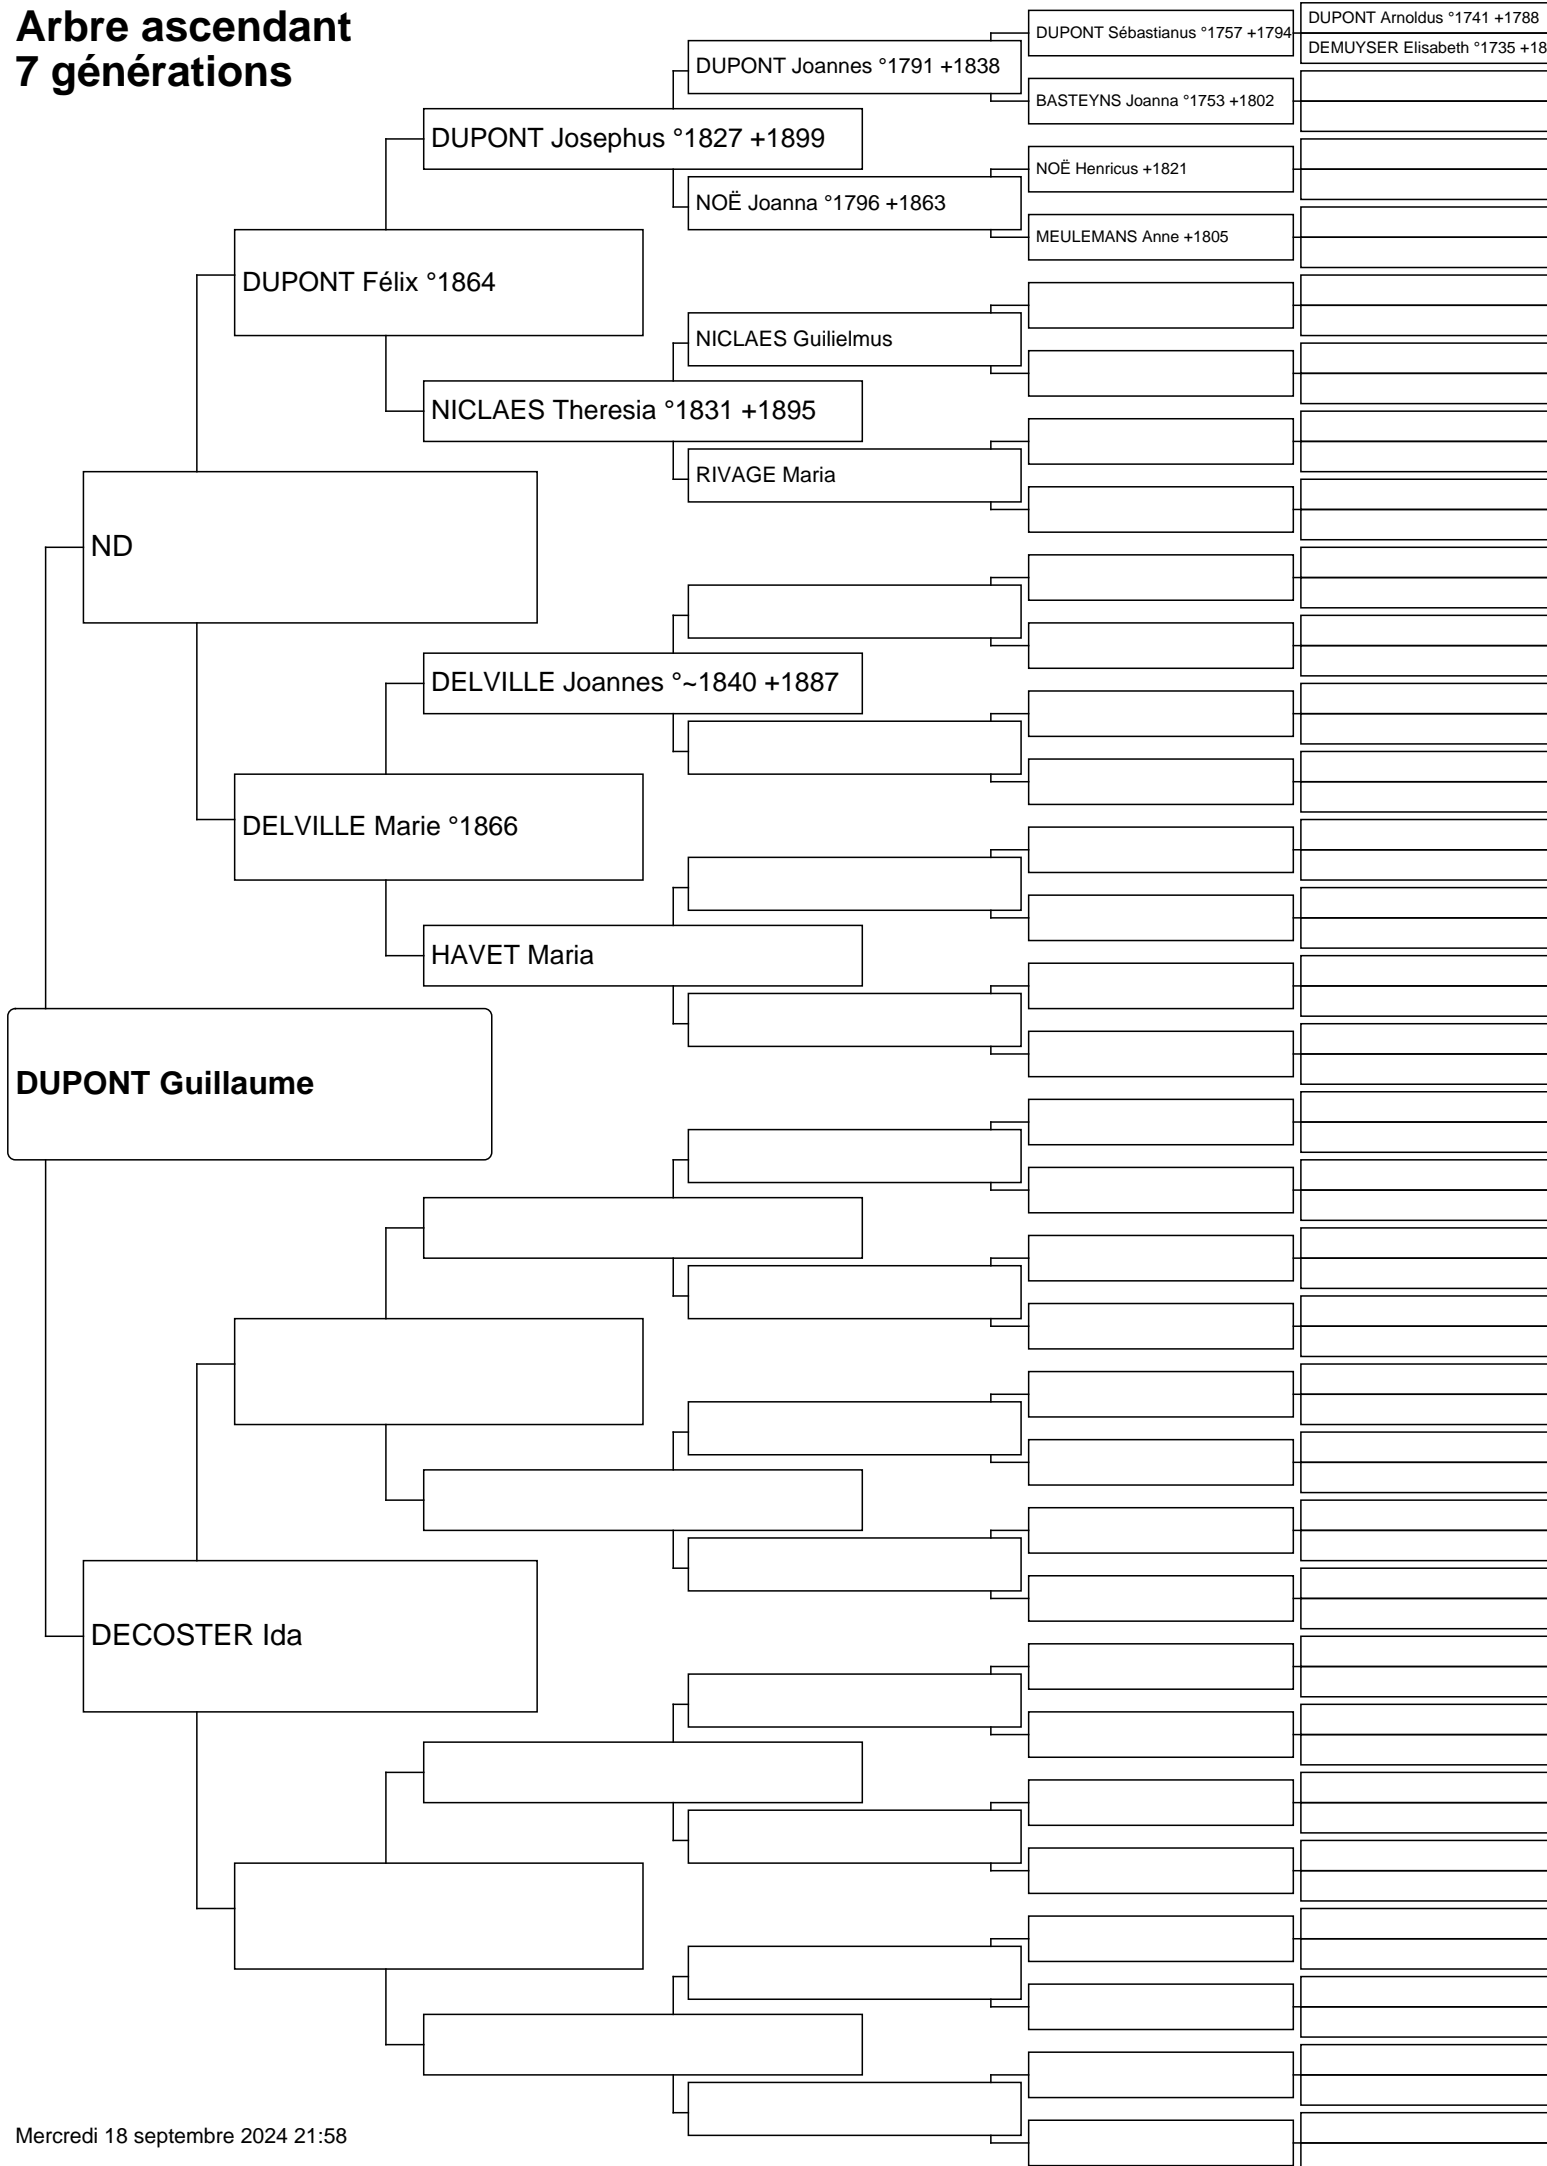 Arbre ascendant
7 générations
DUPONT Sébastianus °1757 +1794
DUPONT Arnoldus °1741 +1788
DEMUYSER Elisabeth °1735 +18
DUPONT Joannes °1791 +1838
BASTEYNS Joanna °1753 +1802
DUPONT Josephus °1827 +1899
NOË Henricus +1821
NOË Joanna °1796 +1863
MEULEMANS Anne +1805
DUPONT Félix °1864
NICLAES Guilielmus
NICLAES Theresia °1831 +1895
RIVAGE Maria
ND
DELVILLE Joannes °~1840 +1887
DELVILLE Marie °1866
HAVET Maria
DUPONT Guillaume
DECOSTER Ida
Mercredi 18 septembre 2024 21:58